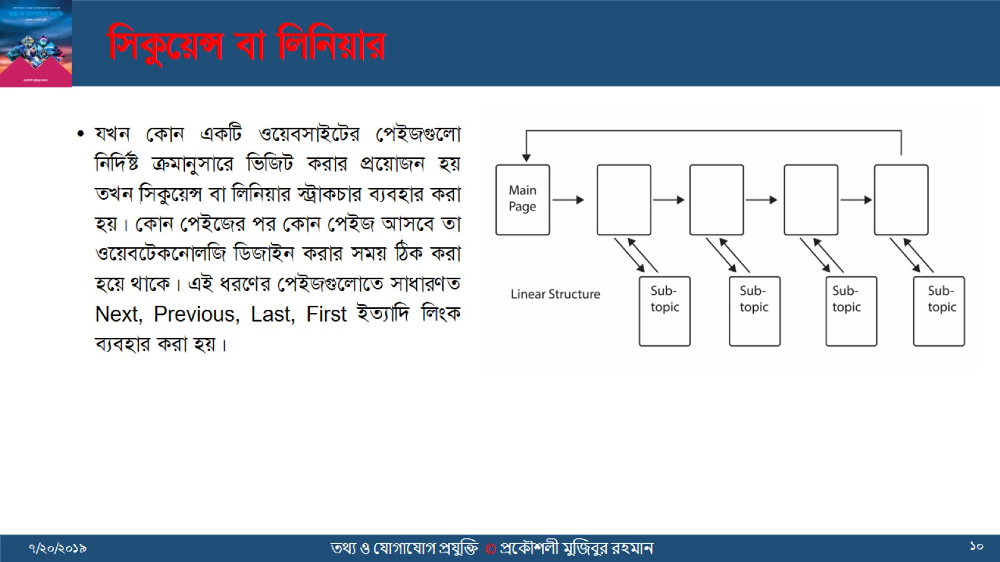 তথ্য ও যোগাযোগ প্রযুক্তি
সিকুয়েন্স বা লিনিয়ার
• যখন কোন একটি ওয়েবসাইটের পেইজগুলো
নির্দিষ্ট ক্রমানুসারে ভিজিট করার প্রয়োজন হয়
তখন সিকুয়েন্স বা লিনিয়ার স্ট্রাকচার ব্যবহার করা
হয়। কোন পেইজের পর কোন পেইজ আসবে তা
ওয়েবটেকনোলজি ডিজাইন করার সময় ঠিক করা
হয়ে থাকে। এই ধরণের পেইজগুলোতে সাধারণত
Next, Previous, Last, First ইত্যাদি লিংক
ব্যবহার করা হয়।
Main
Page
Linear Structure
Sub-
topic
Sub-
topic
Sub-
topic
Sub-
topic
৭/২০/২০১৯
তথ্য ও যোগাযোগ প্রযুক্তি © প্রকৌশলী মুজিবুর রহমান
১০